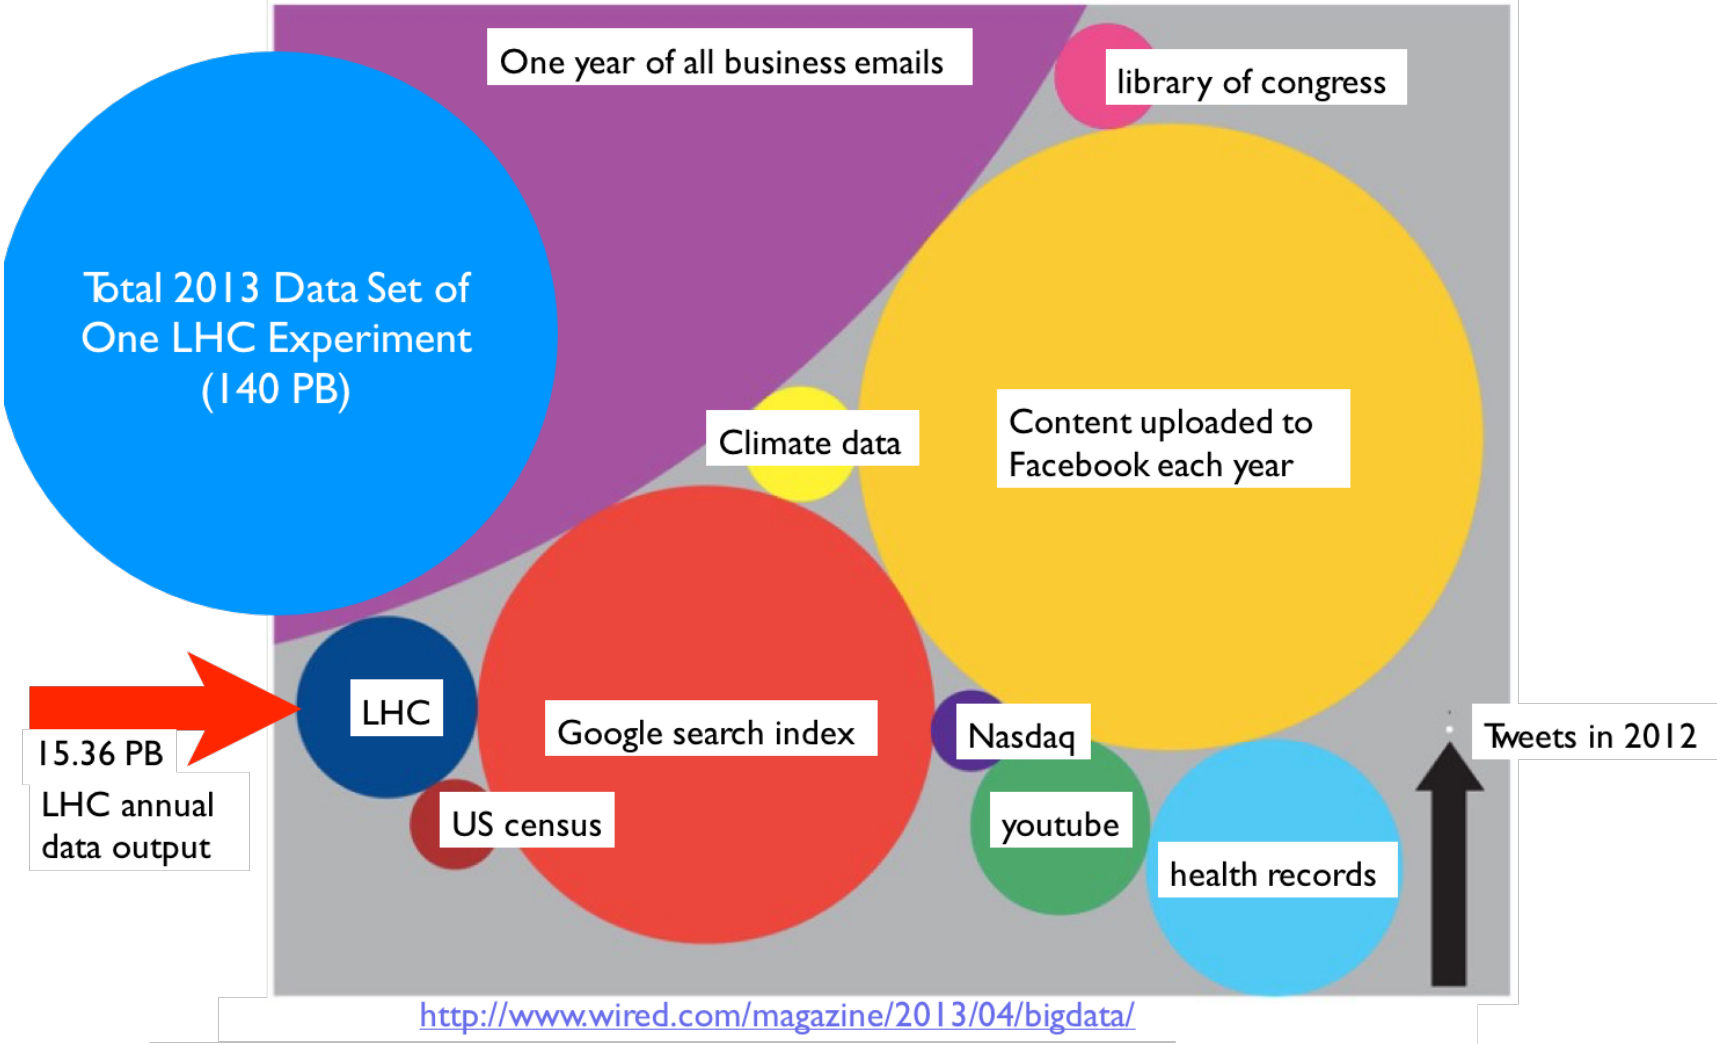 One year of all business emails
library of congress
Total 2013 Data Set of
One LHC Experiment
(140 PB)
Climate data
Content uploaded to
Facebook each year
LHC
Google search index
Nasdaq
Tweets in 2012
15.36 PB
LHC annual
data output
US census
youtube
health records
http://www.wired.com/magazine/2013/04/bigdata/